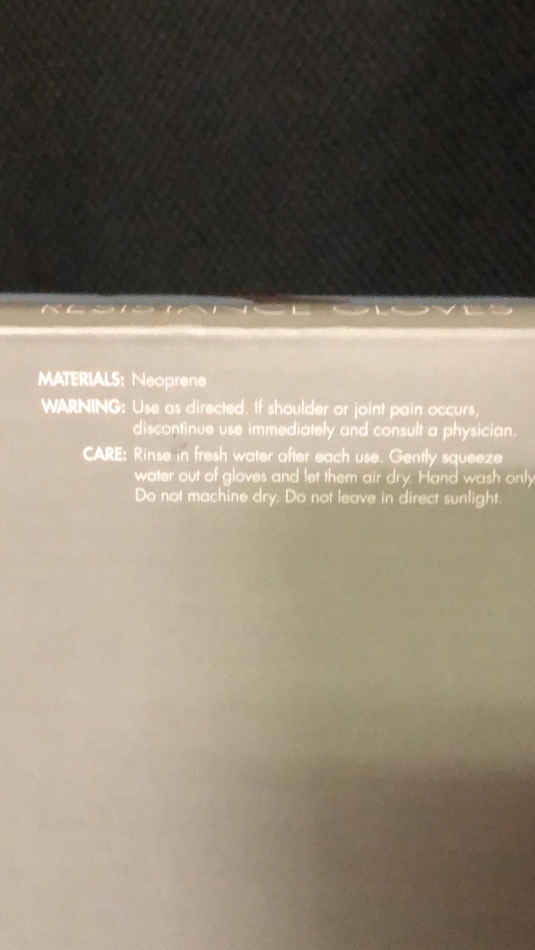 RESISTANCE GLOVES
MATERIALS: Neoprene
WARNING: Use as directed. If shoulder or joint pain occurs,
discontinue use immediately and consult a physician.
CARE: Rinse in fresh water after each use. Gently squeeze
water out of gloves and let them air dry. Hand wash only
Do not machine dry. Do not leave in direct sunlight.